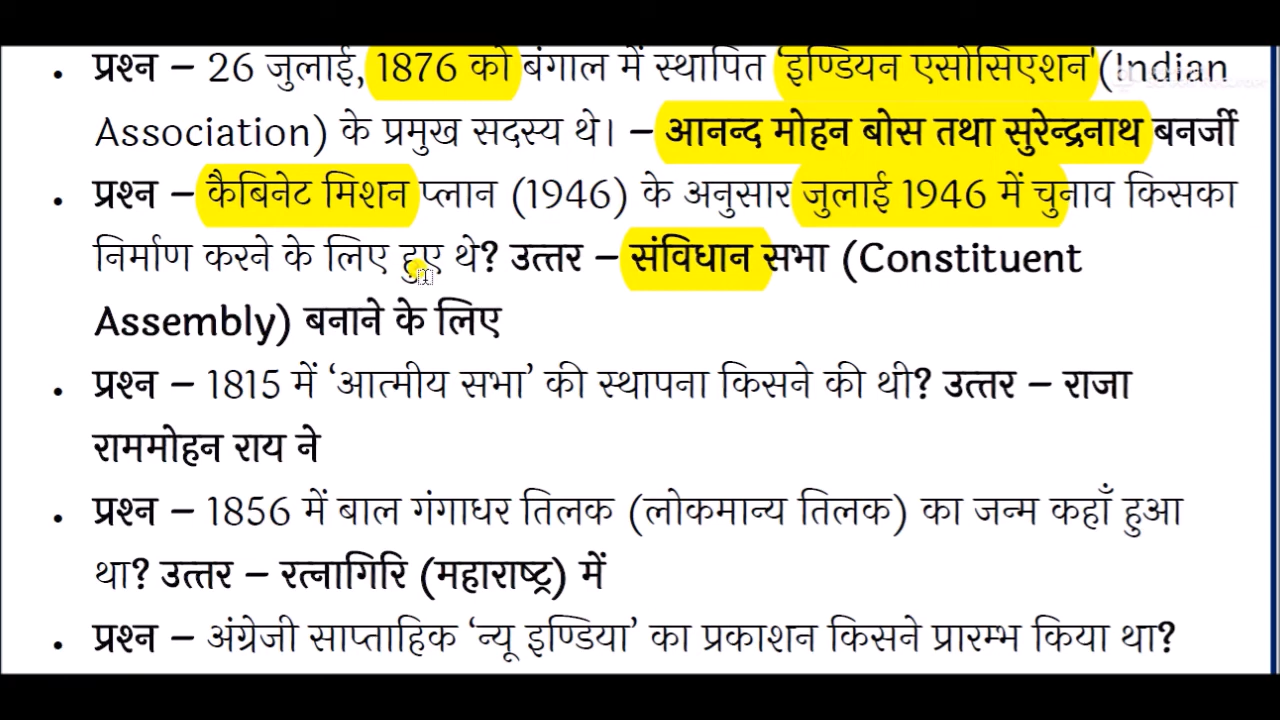 • प्रश्न – 26 जुलाई, 1876 को बंगाल में स्थापित 'इण्डियन एसोसिएशन' (Indian
Association) के प्रमुख सदस्य थे। – आनन्द मोहन बोस तथा सुरेन्द्रनाथ बनर्जी
• प्रश्न – कैबिनेट मिशन प्लान (1946) के अनुसार जुलाई 1946 में चुनाव किसका
निर्माण करने के लिए हुए थे? उत्तर – संविधान सभा (Constituent
Assembly) बनाने के लिए
• प्रश्न – 1815 में ‘आत्मीय सभा’ की स्थापना किसने की थी? उत्तर – राजा
राममोहन राय ने
• प्रश्न – 1856 में बाल गंगाधर तिलक (लोकमान्य तिलक) का जन्म कहाँ हुआ
था? उत्तर – रत्नागिरि (महाराष्ट्र) में
• प्रश्न – अंग्रेजी साप्ताहिक ‘न्यू इण्डिया’ का प्रकाशन किसने प्रारम्भ किया था?